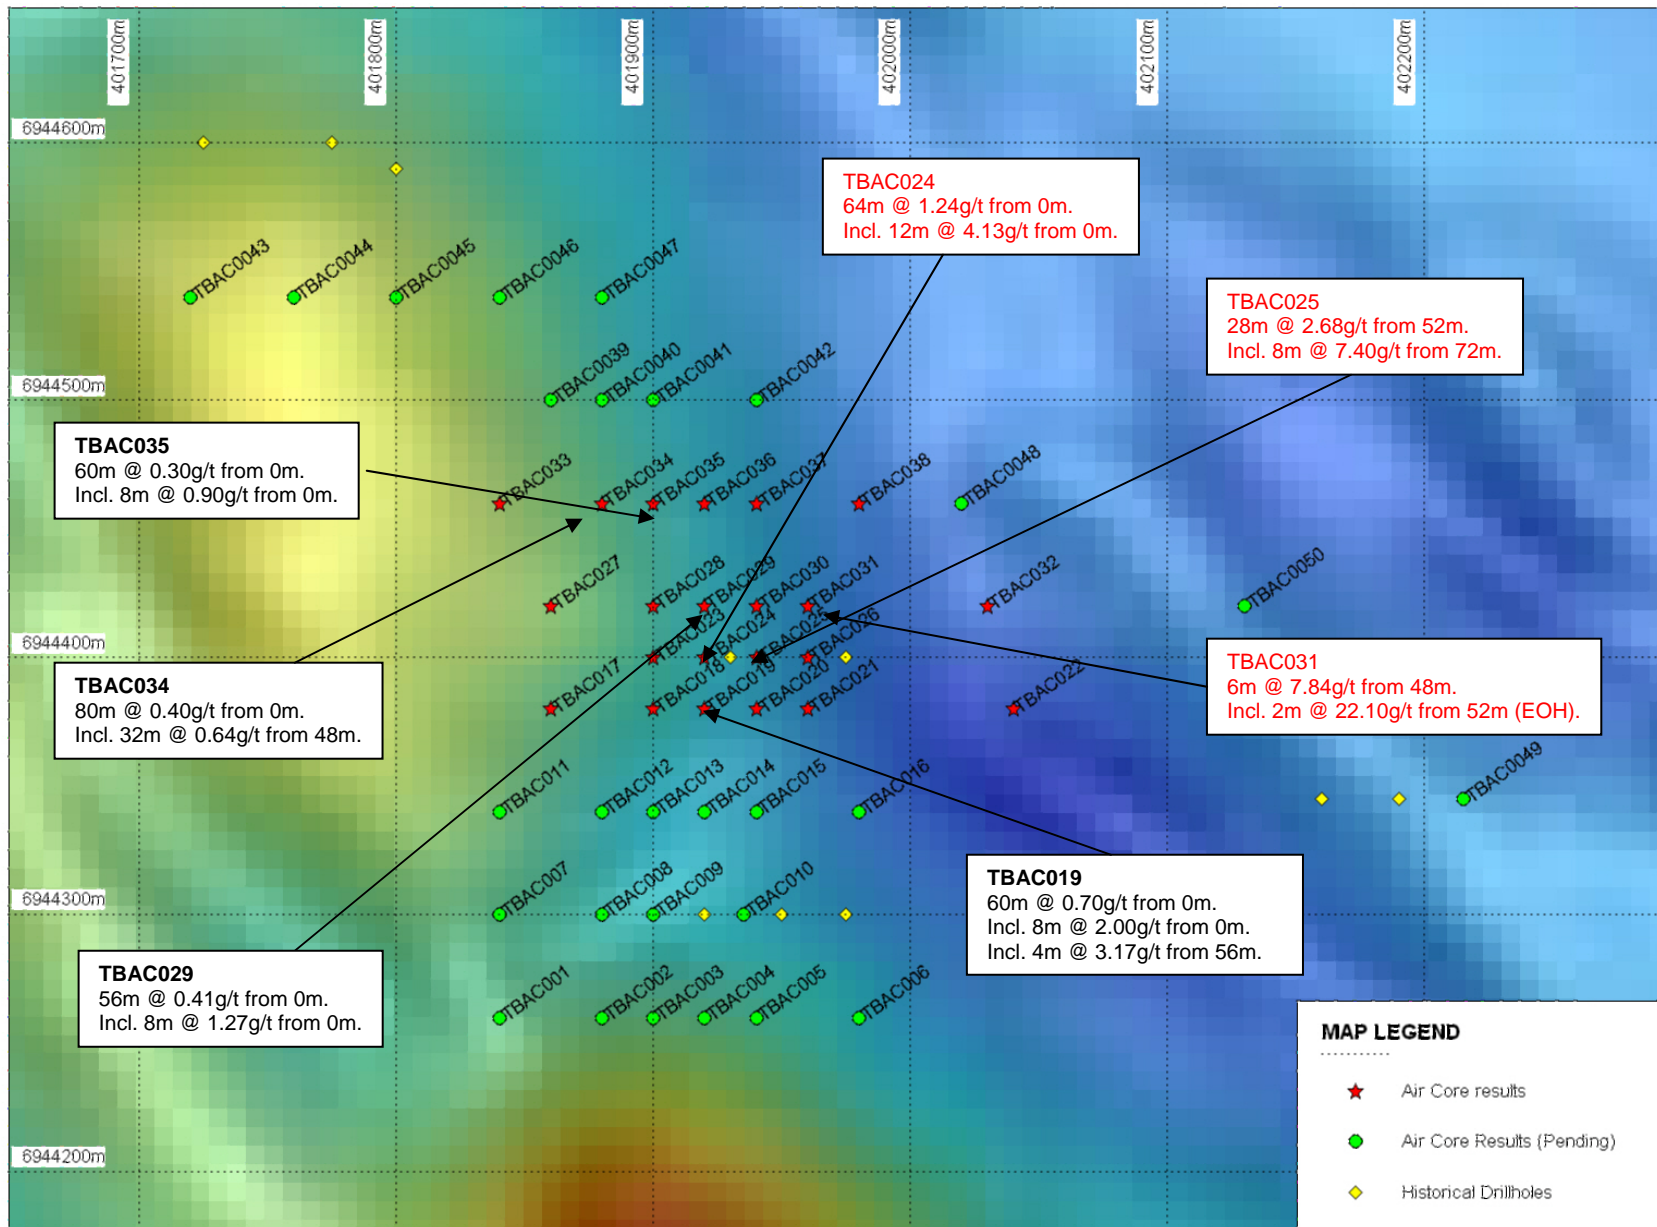 401700m
401800m
401900m
402000m
402100m
402200m
6944600m
TBAC024
64m @ 1.24g/t from 0m.
Incl. 12m @ 4.13g/t from 0m.
TBAC0043
TBAC0044
TBAC0045
TBAC0046
TBAC0047
TBAC025
28m @ 2.68g/t from 52m.
Incl. 8m @ 7.40g/t from 72m.
TBAC0039
TBAC0040
TBAC0041
TBAC0042
6944500m
TBAC035
60m @ 0.30g/t from 0m.
Incl. 8m @ 0.90g/t from 0m.
TBAC033
TBAC034
TBAC035
TBAC036
TBAC037
TBAC038
TBAC0048
TBAC027
TBAC028
TBAC029
TBAC030
TBAC031
TBAC032
TBAC0050
6944400m
TBAC023
TBAC024
TBAC025
TBAC026
TBAC034
80m @ 0.40g/t from 0m.
Incl. 32m @ 0.64g/t from 48m.
TBAC017
TBAC018
TBAC019
TBAC020
TBAC021
TBAC022
TBAC031
6m @ 7.84g/t from 48m.
Incl. 2m @ 22.10g/t from 52m (EOH).
TBAC011
TBAC012
TBAC013
TBAC014
TBAC015
TBAC016
TBAC0049
6944300m
TBAC007
TBAC008
TBAC009
TBAC010
TBAC019
60m @ 0.70g/t from 0m.
Incl. 8m @ 2.00g/t from 0m.
Incl. 4m @ 3.17g/t from 56m.
TBAC029
56m @ 0.41g/t from 0m.
Incl. 8m @ 1.27g/t from 0m.
TBAC001
TBAC002
TBAC003
TBAC004
TBAC005
TBAC006
6944200m
MAP LEGEND
Air Core results
Air Core Results (Pending)
Historical Drillholes